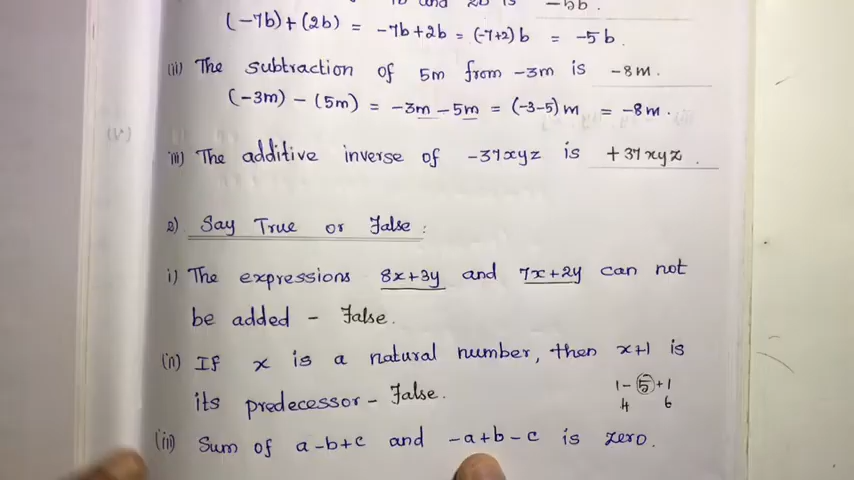 is -5b.
(-7b)+(2b) = -7b+2b = (-7+2)b = -5b.
(ii) The subtraction of 5m from -3m is -8m.
(-3m) - (5m) = -3m - 5m = (-3-5)m = -8m.
iii) The additive inverse of -37xyz is +37xyz.
2) Say True or False:
i) The expressions 8x+3y and 7x+2y can not
be added - False.
(ii) If x is a natural number, then x+1 is
its predecessor - False.
1-5+1
4 6
(iii) Sum of a-b+c and -a+b-c is zero.